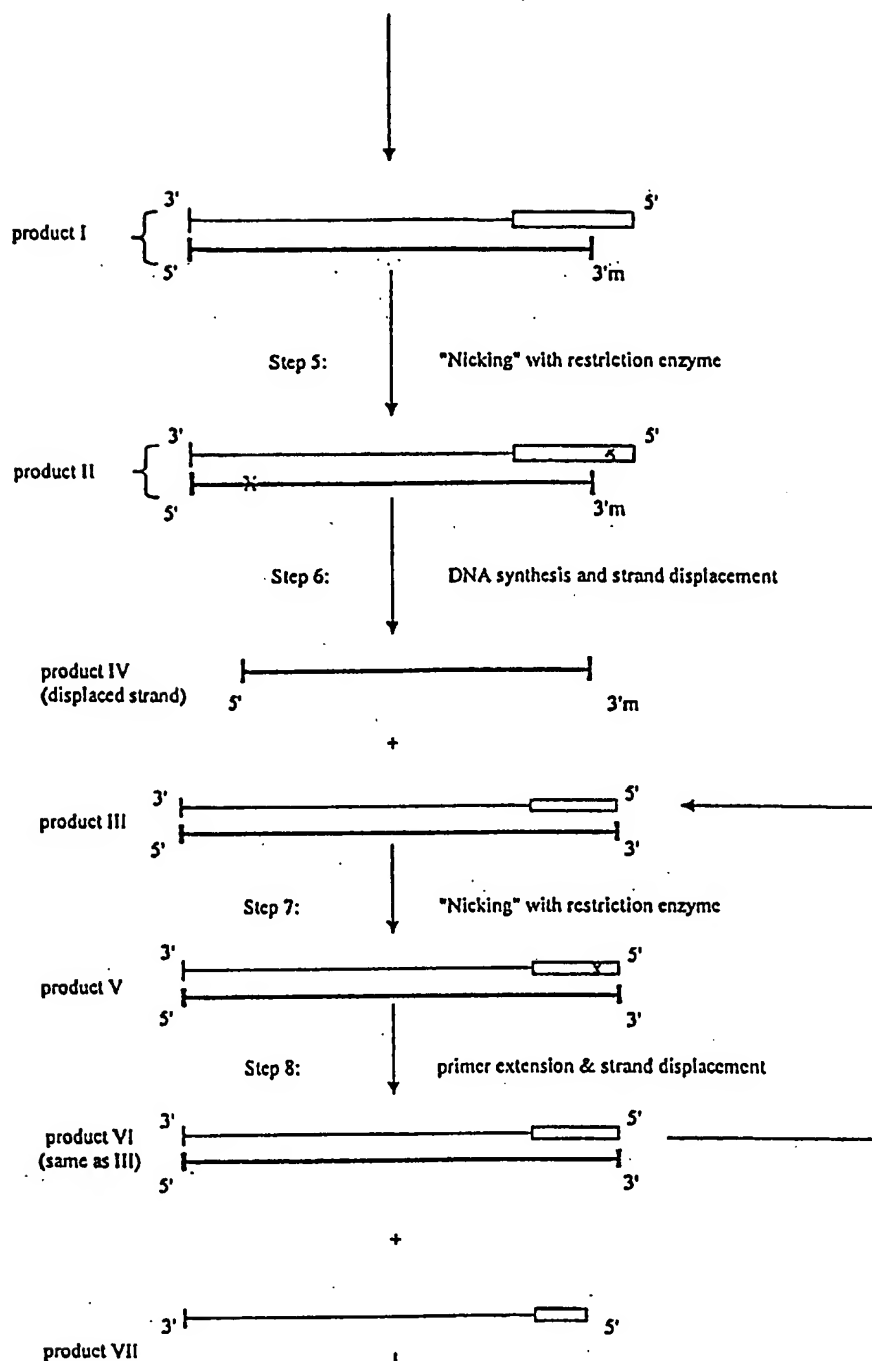 3' 5'
product I
5' 3'm
Step 5: "Nicking" with restriction enzyme
3' 5'
product II
5' 3'm
Step 6: DNA synthesis and strand displacement
product IV
(displaced strand)
5' 3'm
+
3' 5'
product III
5' 3'
Step 7: "Nicking" with restriction enzyme
3' 5'
product V
5' 3'
Step 8: primer extension & strand displacement
3' 5'
product VI
(same as III)
5' 3'
+
3' 5'
product VII